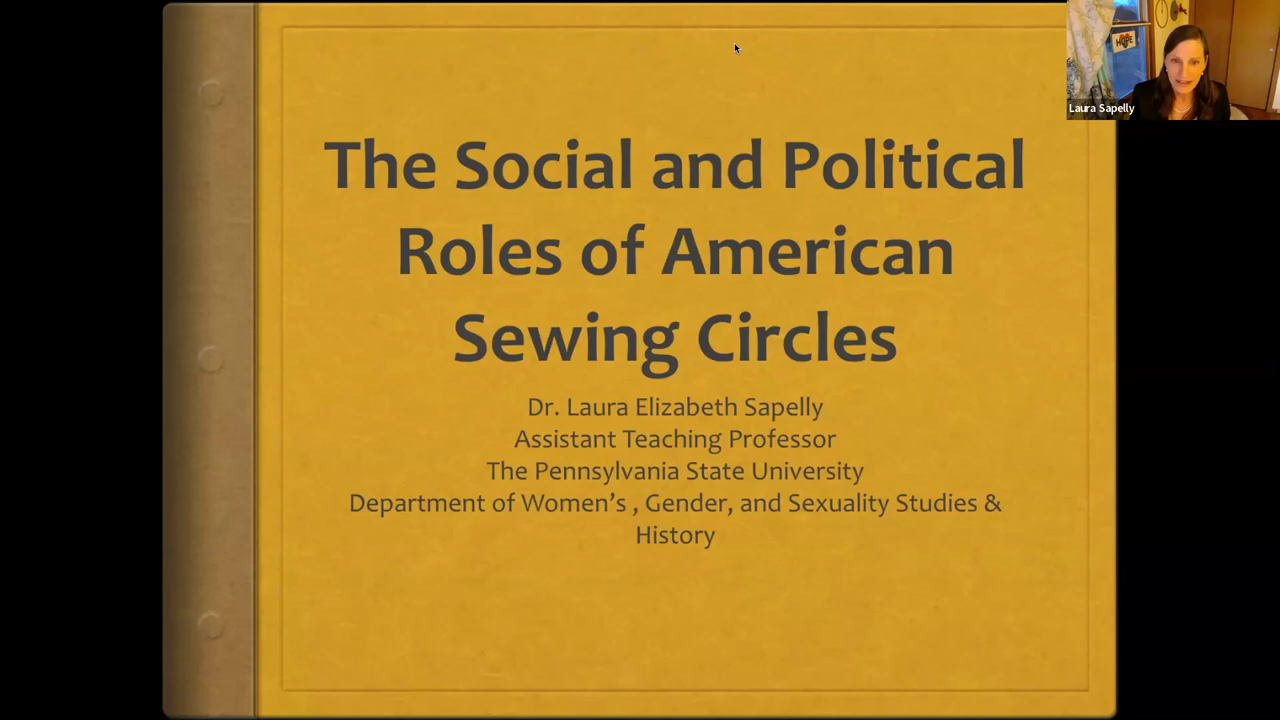 The Social and Political
Roles of American
Sewing Circles
Dr. Laura Elizabeth Sapelly
Assistant Teaching Professor
The Pennsylvania State University
Department of Women’s , Gender, and Sexuality Studies &
History
HOPE
Laura Sapelly